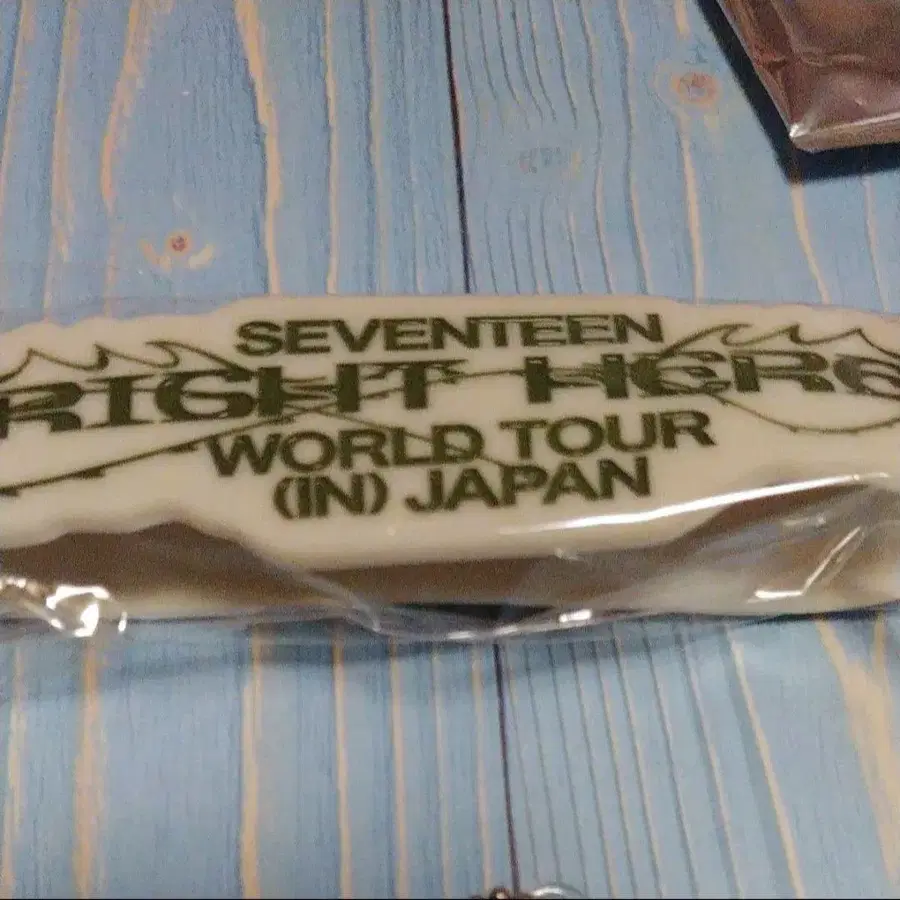 SEVENTEEN
RIGHT HERE
WORLD TOUR
(IN) JAPAN